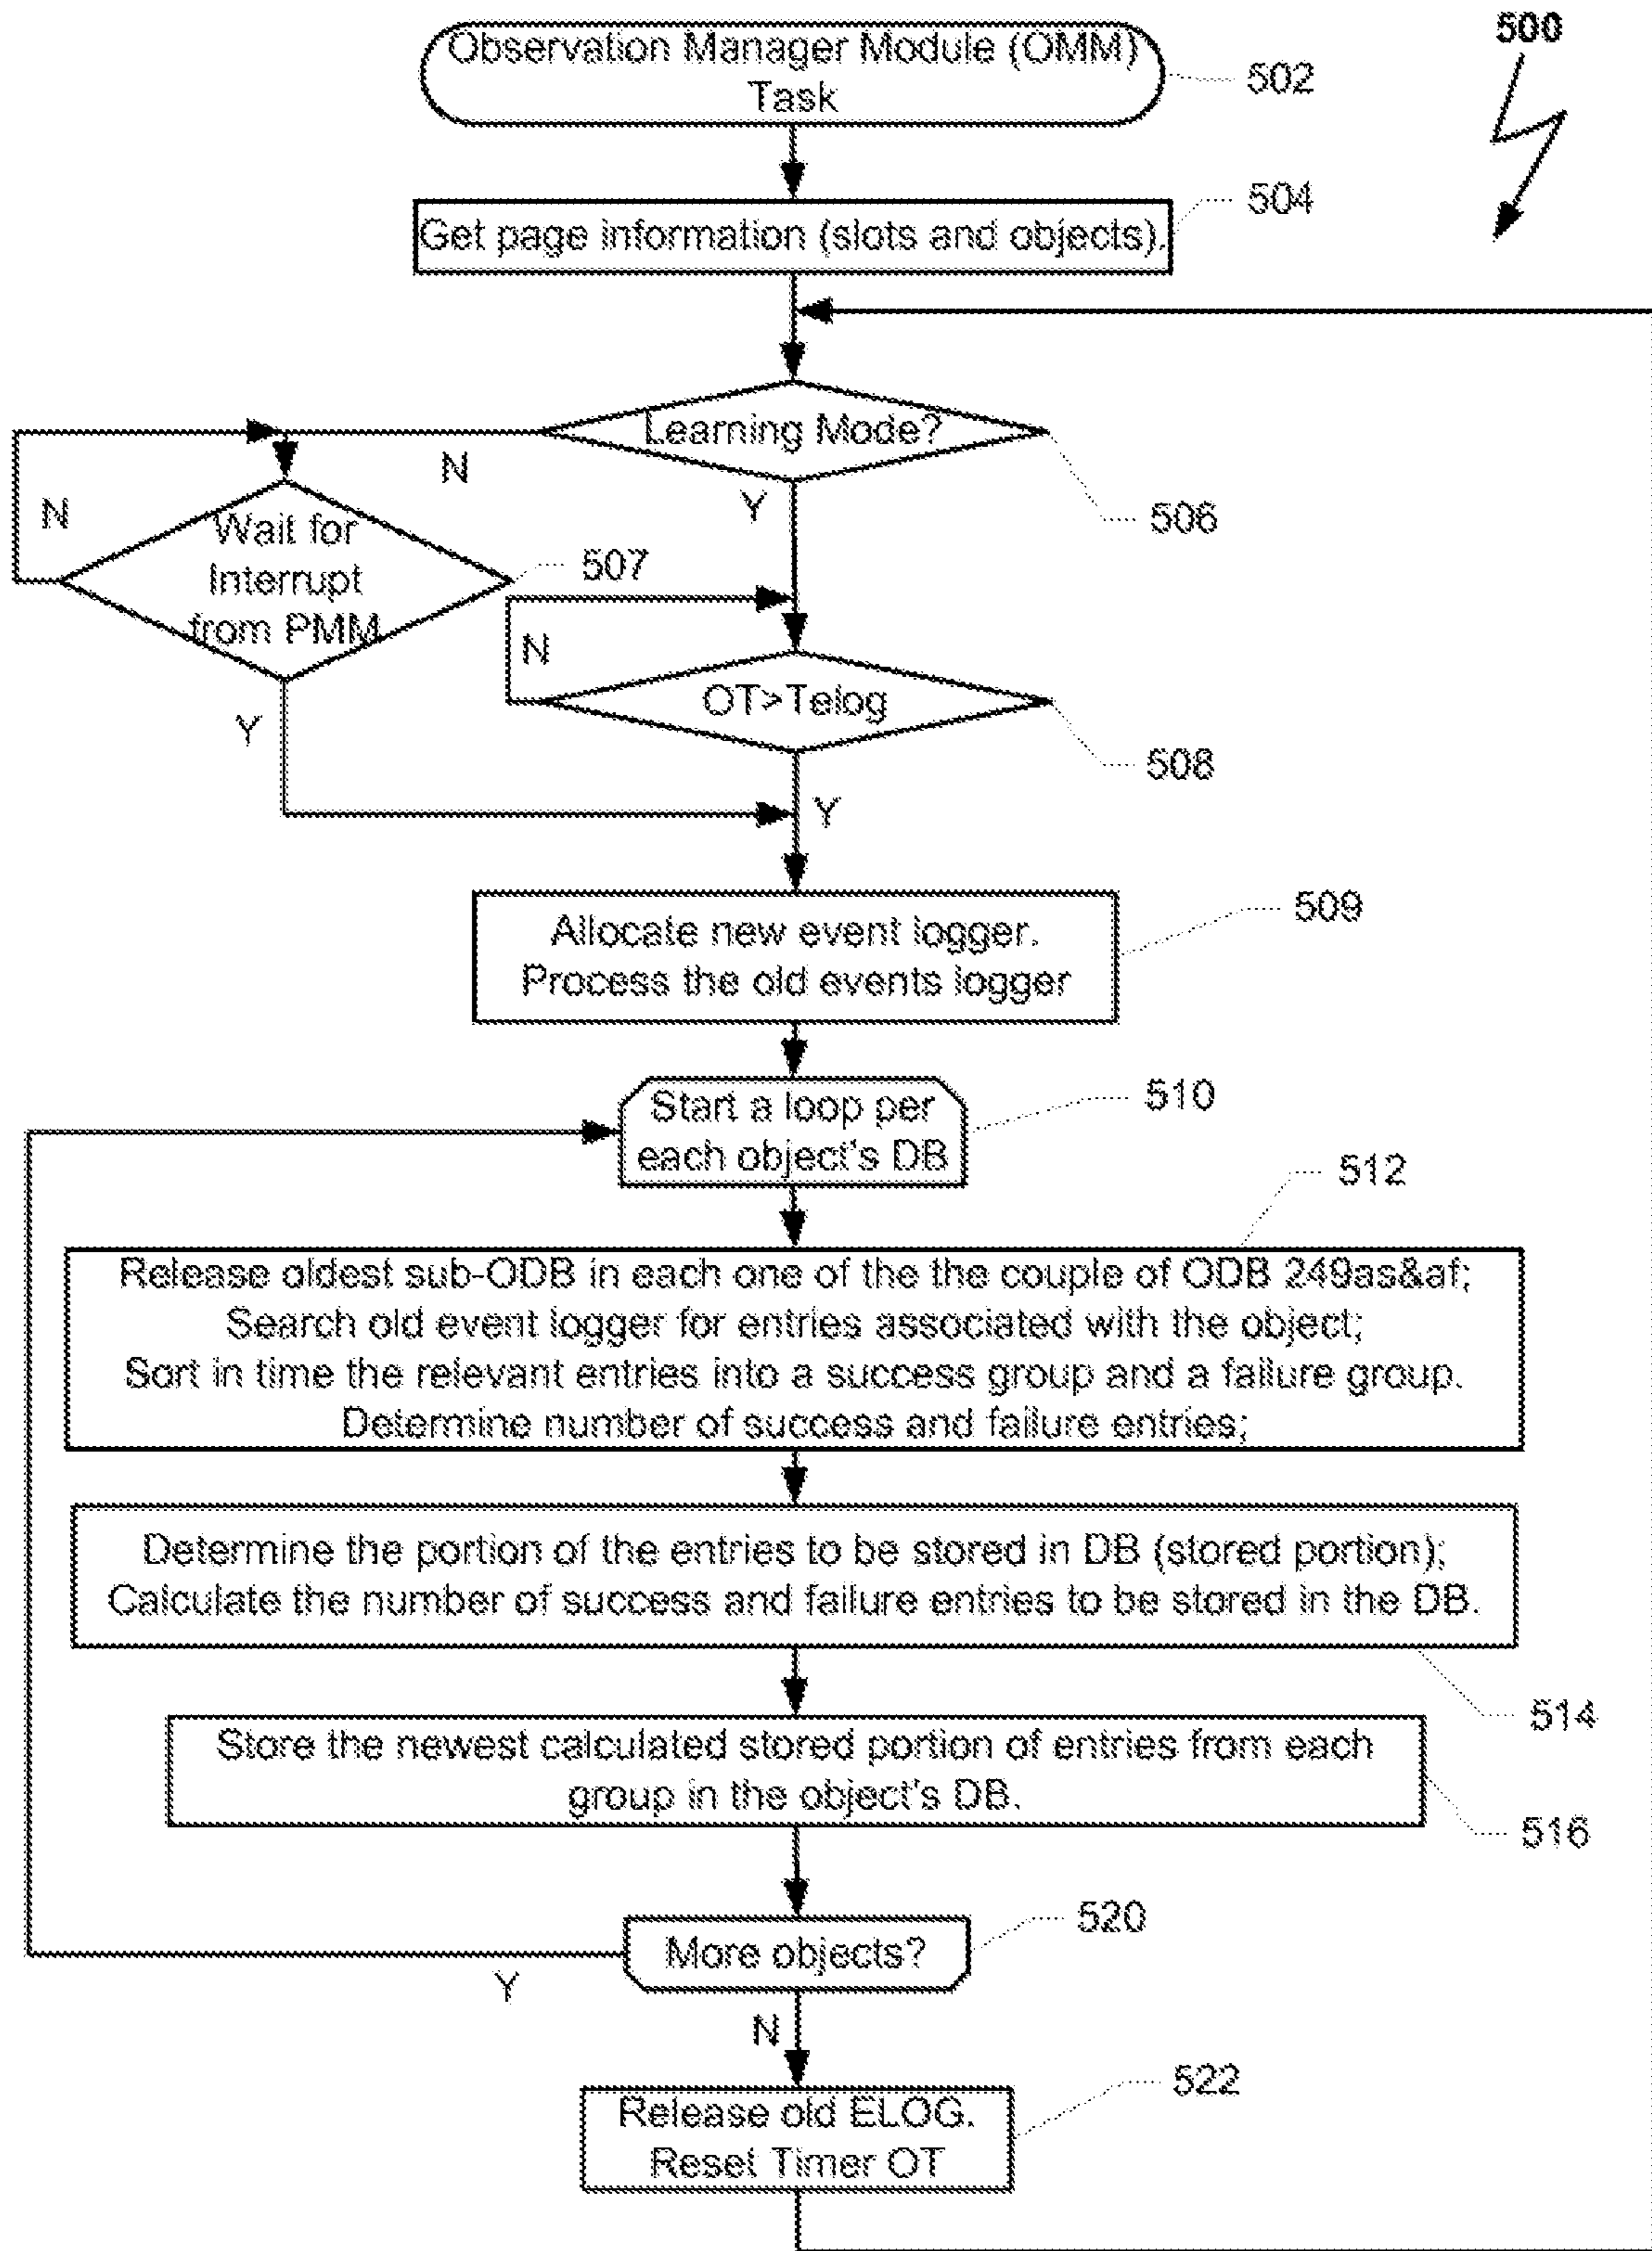 500
Observation Manager Module (OMM)
Task
502
504
Get page information (slots and objects).
Learning Mode?
N
Y
506
N
Wait for
Interrupt
from PMM
507
N
OT>Telog
508
Y
Y
509
Allocate new event logger.
Process the old events logger
Start a loop per
each object's DB
510
512
Release oldest sub-ODB in each one of the the couple of ODB 249as&af;
Search old event logger for entries associated with the object;
Sort in time the relevant entries into a success group and a failure group.
Determine number of success and failure entries;
Determine the portion of the entries to be stored in DB (stored portion);
Calculate the number of success and failure entries to be stored in the DB.
514
Store the newest calculated stored portion of entries from each
group in the object's DB.
516
520
More objects?
Y
N
522
Release old ELOG.
Reset Timer OT